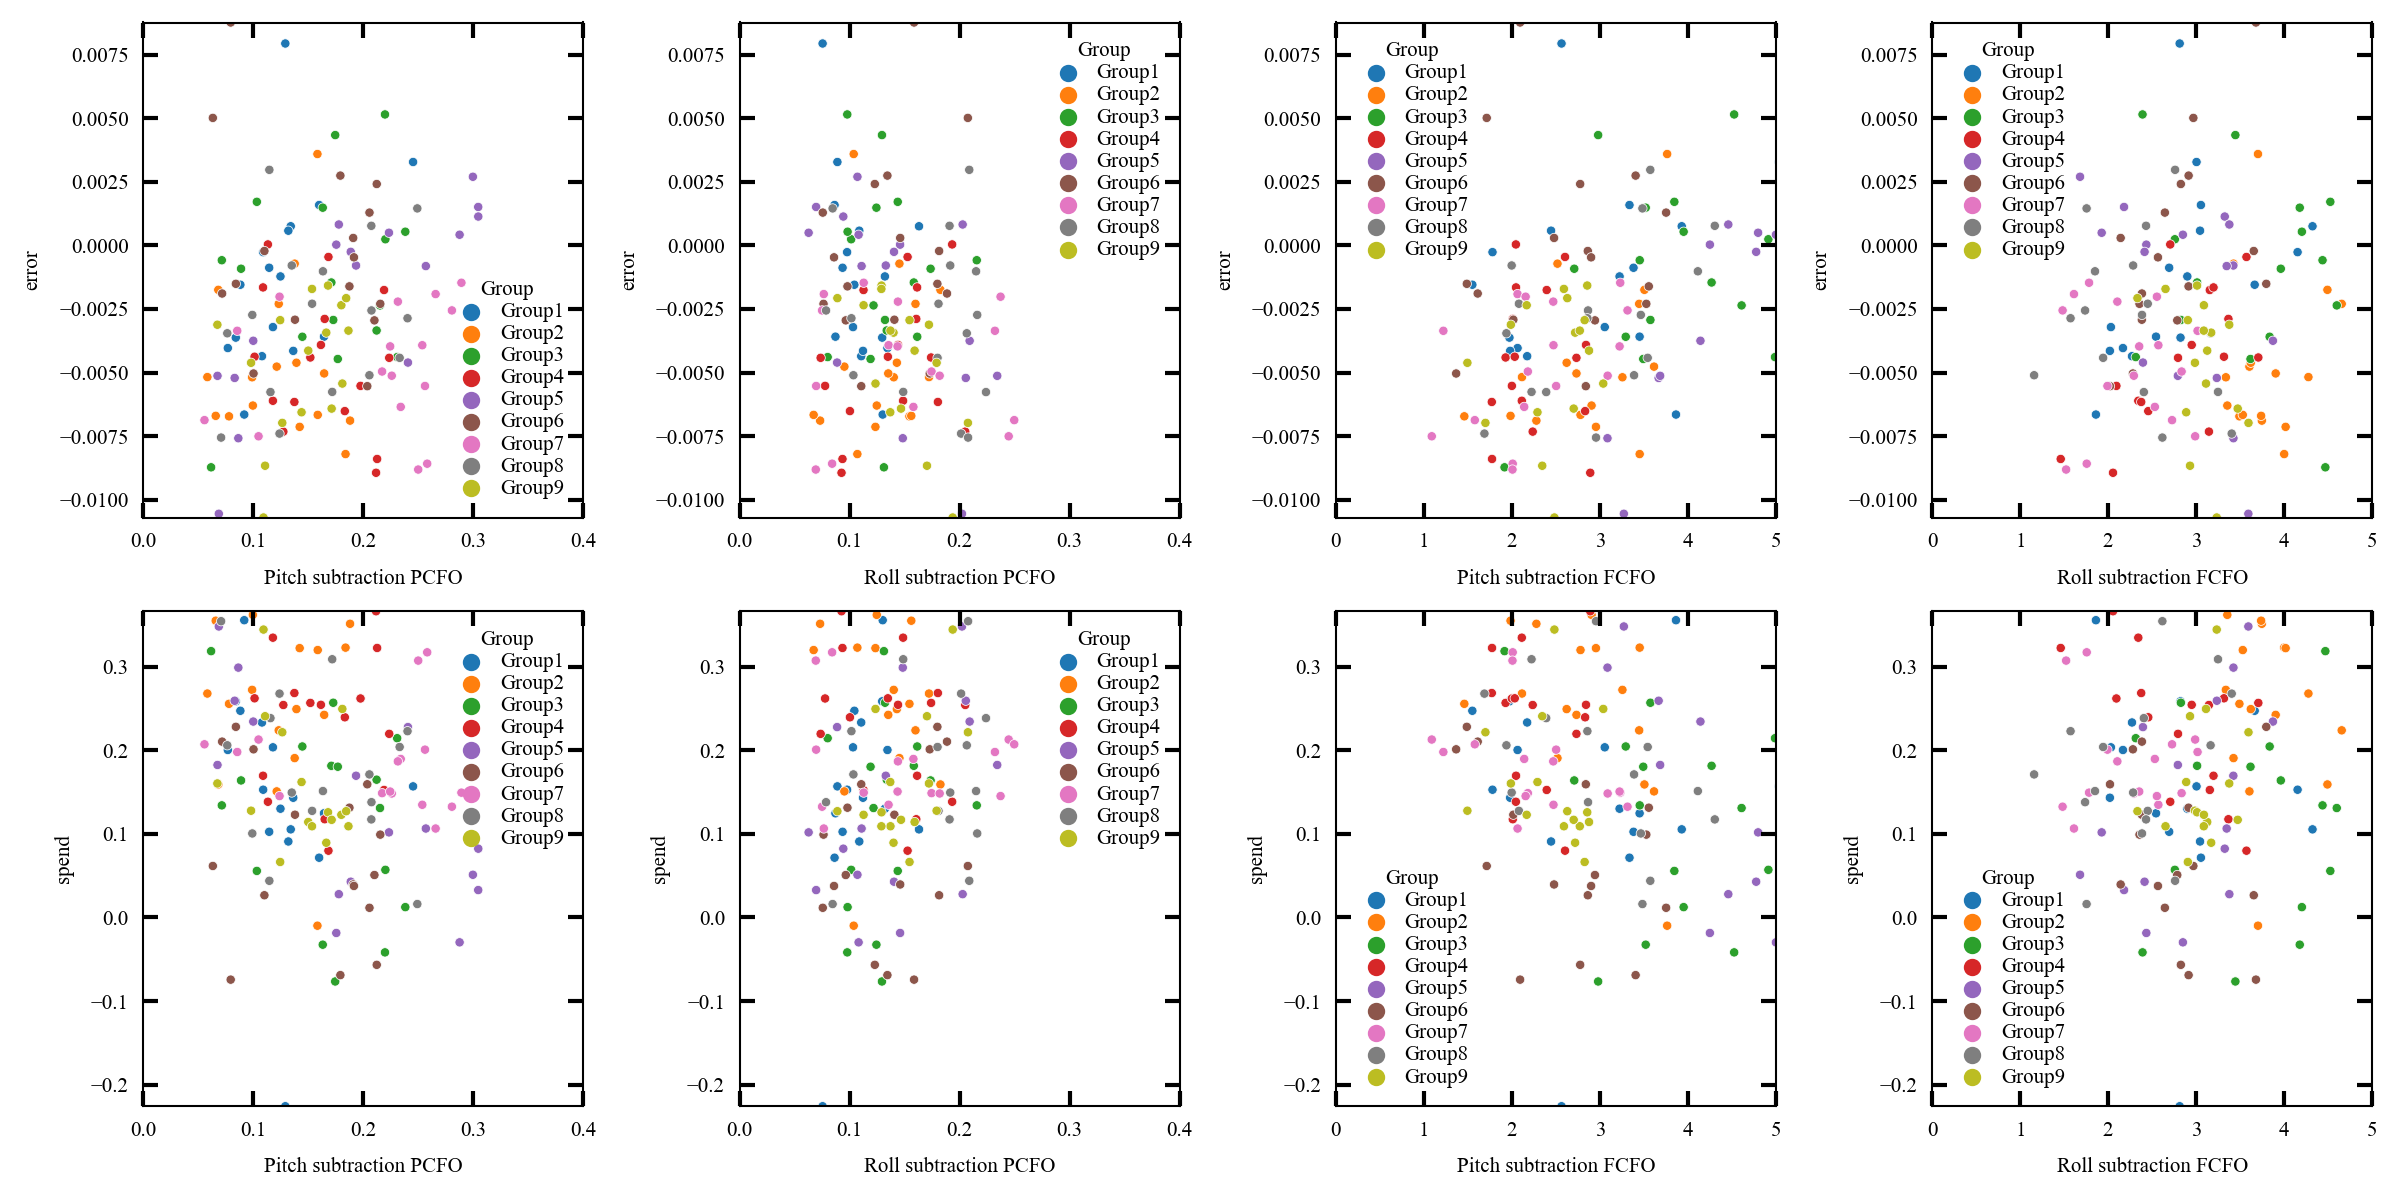 0.0075
0.0050
0.0025
0.0000
−0.0025
−0.0050
−0.0075
−0.0100
error
0.0 0.1 0.2 0.3 0.4
Pitch subtraction PCFO
Group
Group1
Group2
Group3
Group4
Group5
Group6
Group7
Group8
Group9
0.0075
0.0050
0.0025
0.0000
−0.0025
−0.0050
−0.0075
−0.0100
error
0.0 0.1 0.2 0.3 0.4
Roll subtraction PCFO
Group
Group1
Group2
Group3
Group4
Group5
Group6
Group7
Group8
Group9
0.0075
0.0050
0.0025
0.0000
−0.0025
−0.0050
−0.0075
−0.0100
error
0 1 2 3 4 5
Pitch subtraction FCFO
Group
Group1
Group2
Group3
Group4
Group5
Group6
Group7
Group8
Group9
0.0075
0.0050
0.0025
0.0000
−0.0025
−0.0050
−0.0075
−0.0100
error
0 1 2 3 4 5
Roll subtraction FCFO
Group
Group1
Group2
Group3
Group4
Group5
Group6
Group7
Group8
Group9
0.3
0.2
0.1
0.0
−0.1
−0.2
spend
0.0 0.1 0.2 0.3 0.4
Pitch subtraction PCFO
Group
Group1
Group2
Group3
Group4
Group5
Group6
Group7
Group8
Group9
0.3
0.2
0.1
0.0
−0.1
−0.2
spend
0.0 0.1 0.2 0.3 0.4
Roll subtraction PCFO
Group
Group1
Group2
Group3
Group4
Group5
Group6
Group7
Group8
Group9
0.3
0.2
0.1
0.0
−0.1
−0.2
spend
0 1 2 3 4 5
Pitch subtraction FCFO
Group
Group1
Group2
Group3
Group4
Group5
Group6
Group7
Group8
Group9
0.3
0.2
0.1
0.0
−0.1
−0.2
spend
0 1 2 3 4 5
Roll subtraction FCFO
Group
Group1
Group2
Group3
Group4
Group5
Group6
Group7
Group8
Group9